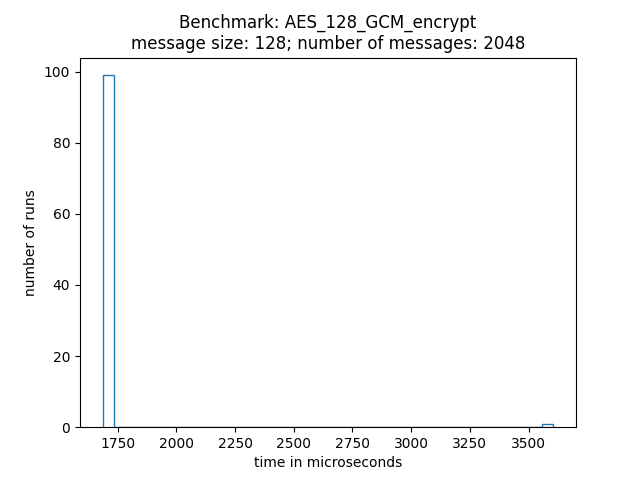 Benchmark: AES_128_GCM_encrypt
message size: 128; number of messages: 2048
100
80
60
40
20
0
number of runs
1750 2000 2250 2500 2750 3000 3250 3500
time in microseconds